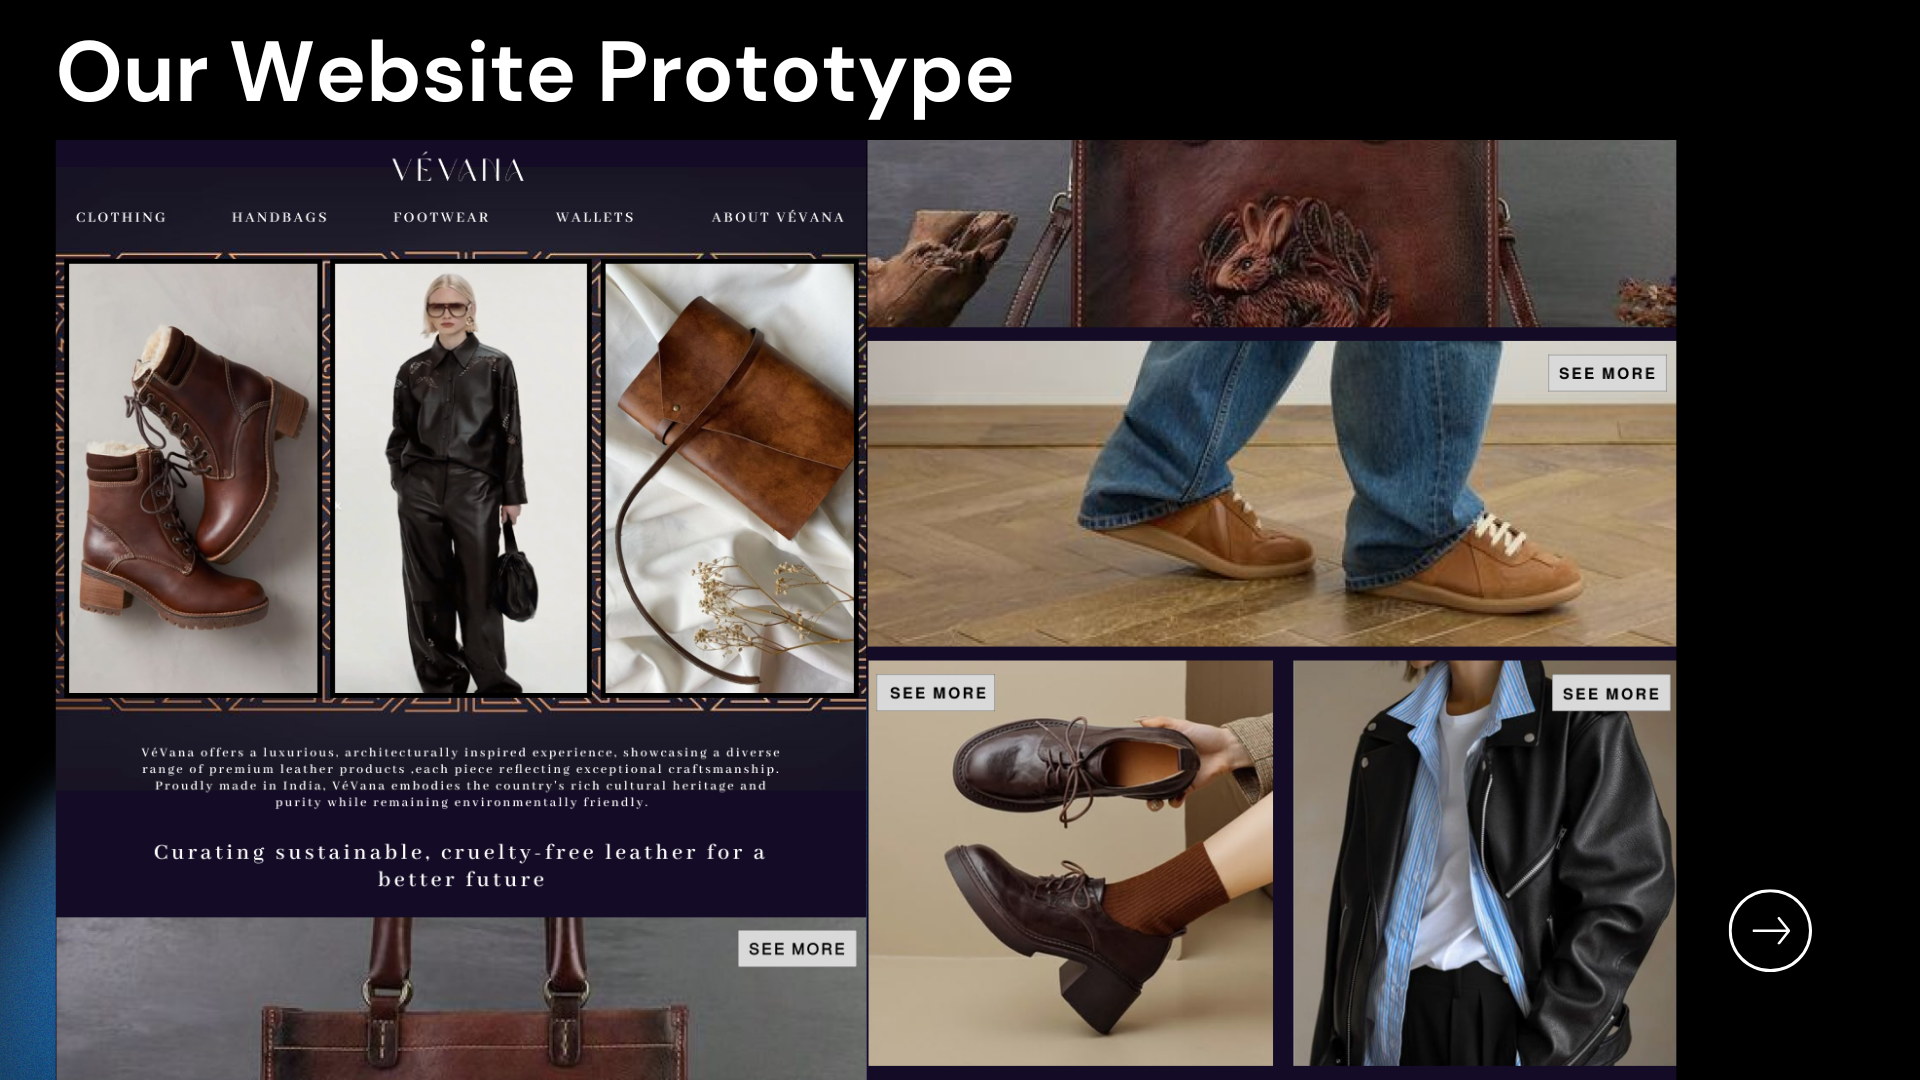 Our Website Prototype
VÉVANA
CLOTHING HANDBAGS FOOTWEAR WALLETS ABOUT VÉVANA
VéVana offers a luxurious, architecturally inspired experience, showcasing a diverse
range of premium leather products ,each piece reflecting exceptional craftsmanship.
Proudly made in India, VéVana embodies the country's rich cultural heritage and
purity while remaining environmentally friendly.
Curating sustainable, cruelty-free leather for a
better future
SEE MORE
SEE MORE
SEE MORE
SEE MORE